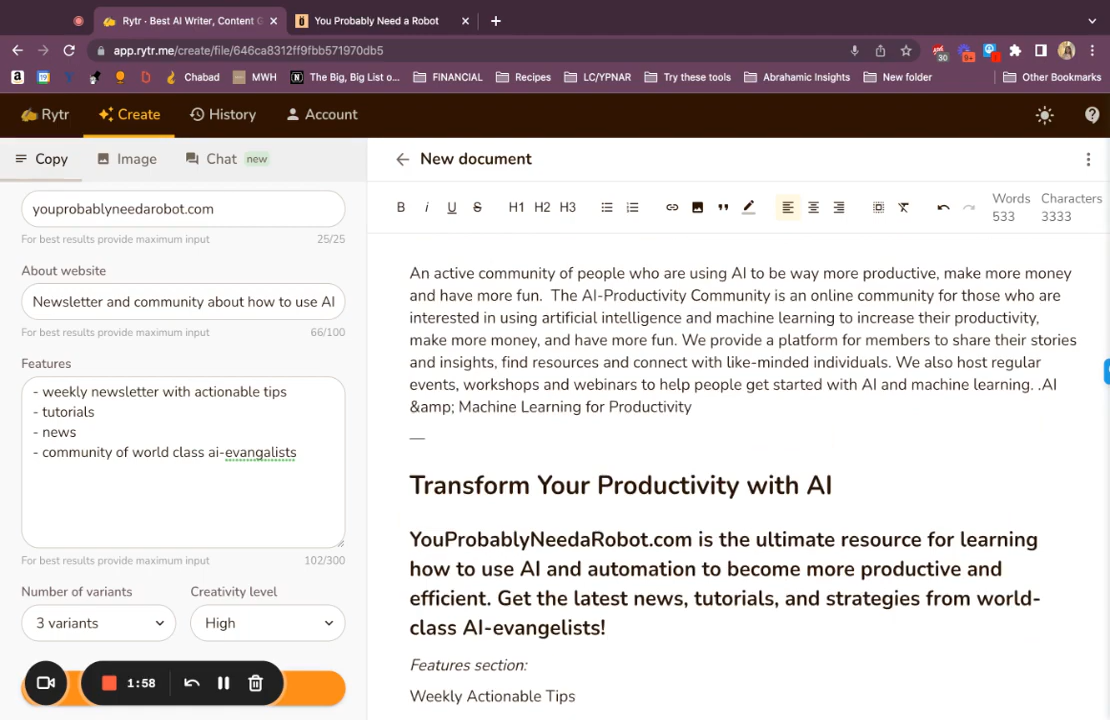 Rytr - Best AI Writer, Content G
You Probably Need a Robot
app.rytr.me/create/file/646ca8312ff9fbb571970db5
30
8+
Chabad
MWH
The Big, Big List o...
FINANCIAL
Recipes
LC/YPNAR
Try these tools
Abrahamic Insights
New folder
Other Bookmarks
Rytr
Create
History
Account
Copy
Image
Chat new
New document
youprobablyneedarobot.com
For best results provide maximum input 25/25
About website
Newsletter and community about how to use AI
For best results provide maximum input 66/100
Features
- weekly newsletter with actionable tips
- tutorials
- news
- community of world class ai-evangalists
For best results provide maximum input 102/300
Number of variants
Creativity level
3 variants
High
1:58
B i U S H1 H2 H3
Words
533
Characters
3333
An active community of people who are using AI to be way more productive, make more money
and have more fun. The AI-Productivity Community is an online community for those who are
interested in using artificial intelligence and machine learning to increase their productivity,
make more money, and have more fun. We provide a platform for members to share their stories
and insights, find resources and connect with like-minded individuals. We also host regular
events, workshops and webinars to help people get started with AI and machine learning. .AI
&amp; Machine Learning for Productivity
—
Transform Your Productivity with AI
YouProbablyNeedaRobot.com is the ultimate resource for learning
how to use AI and automation to become more productive and
efficient. Get the latest news, tutorials, and strategies from world-
class AI-evangelists!
Features section:
Weekly Actionable Tips